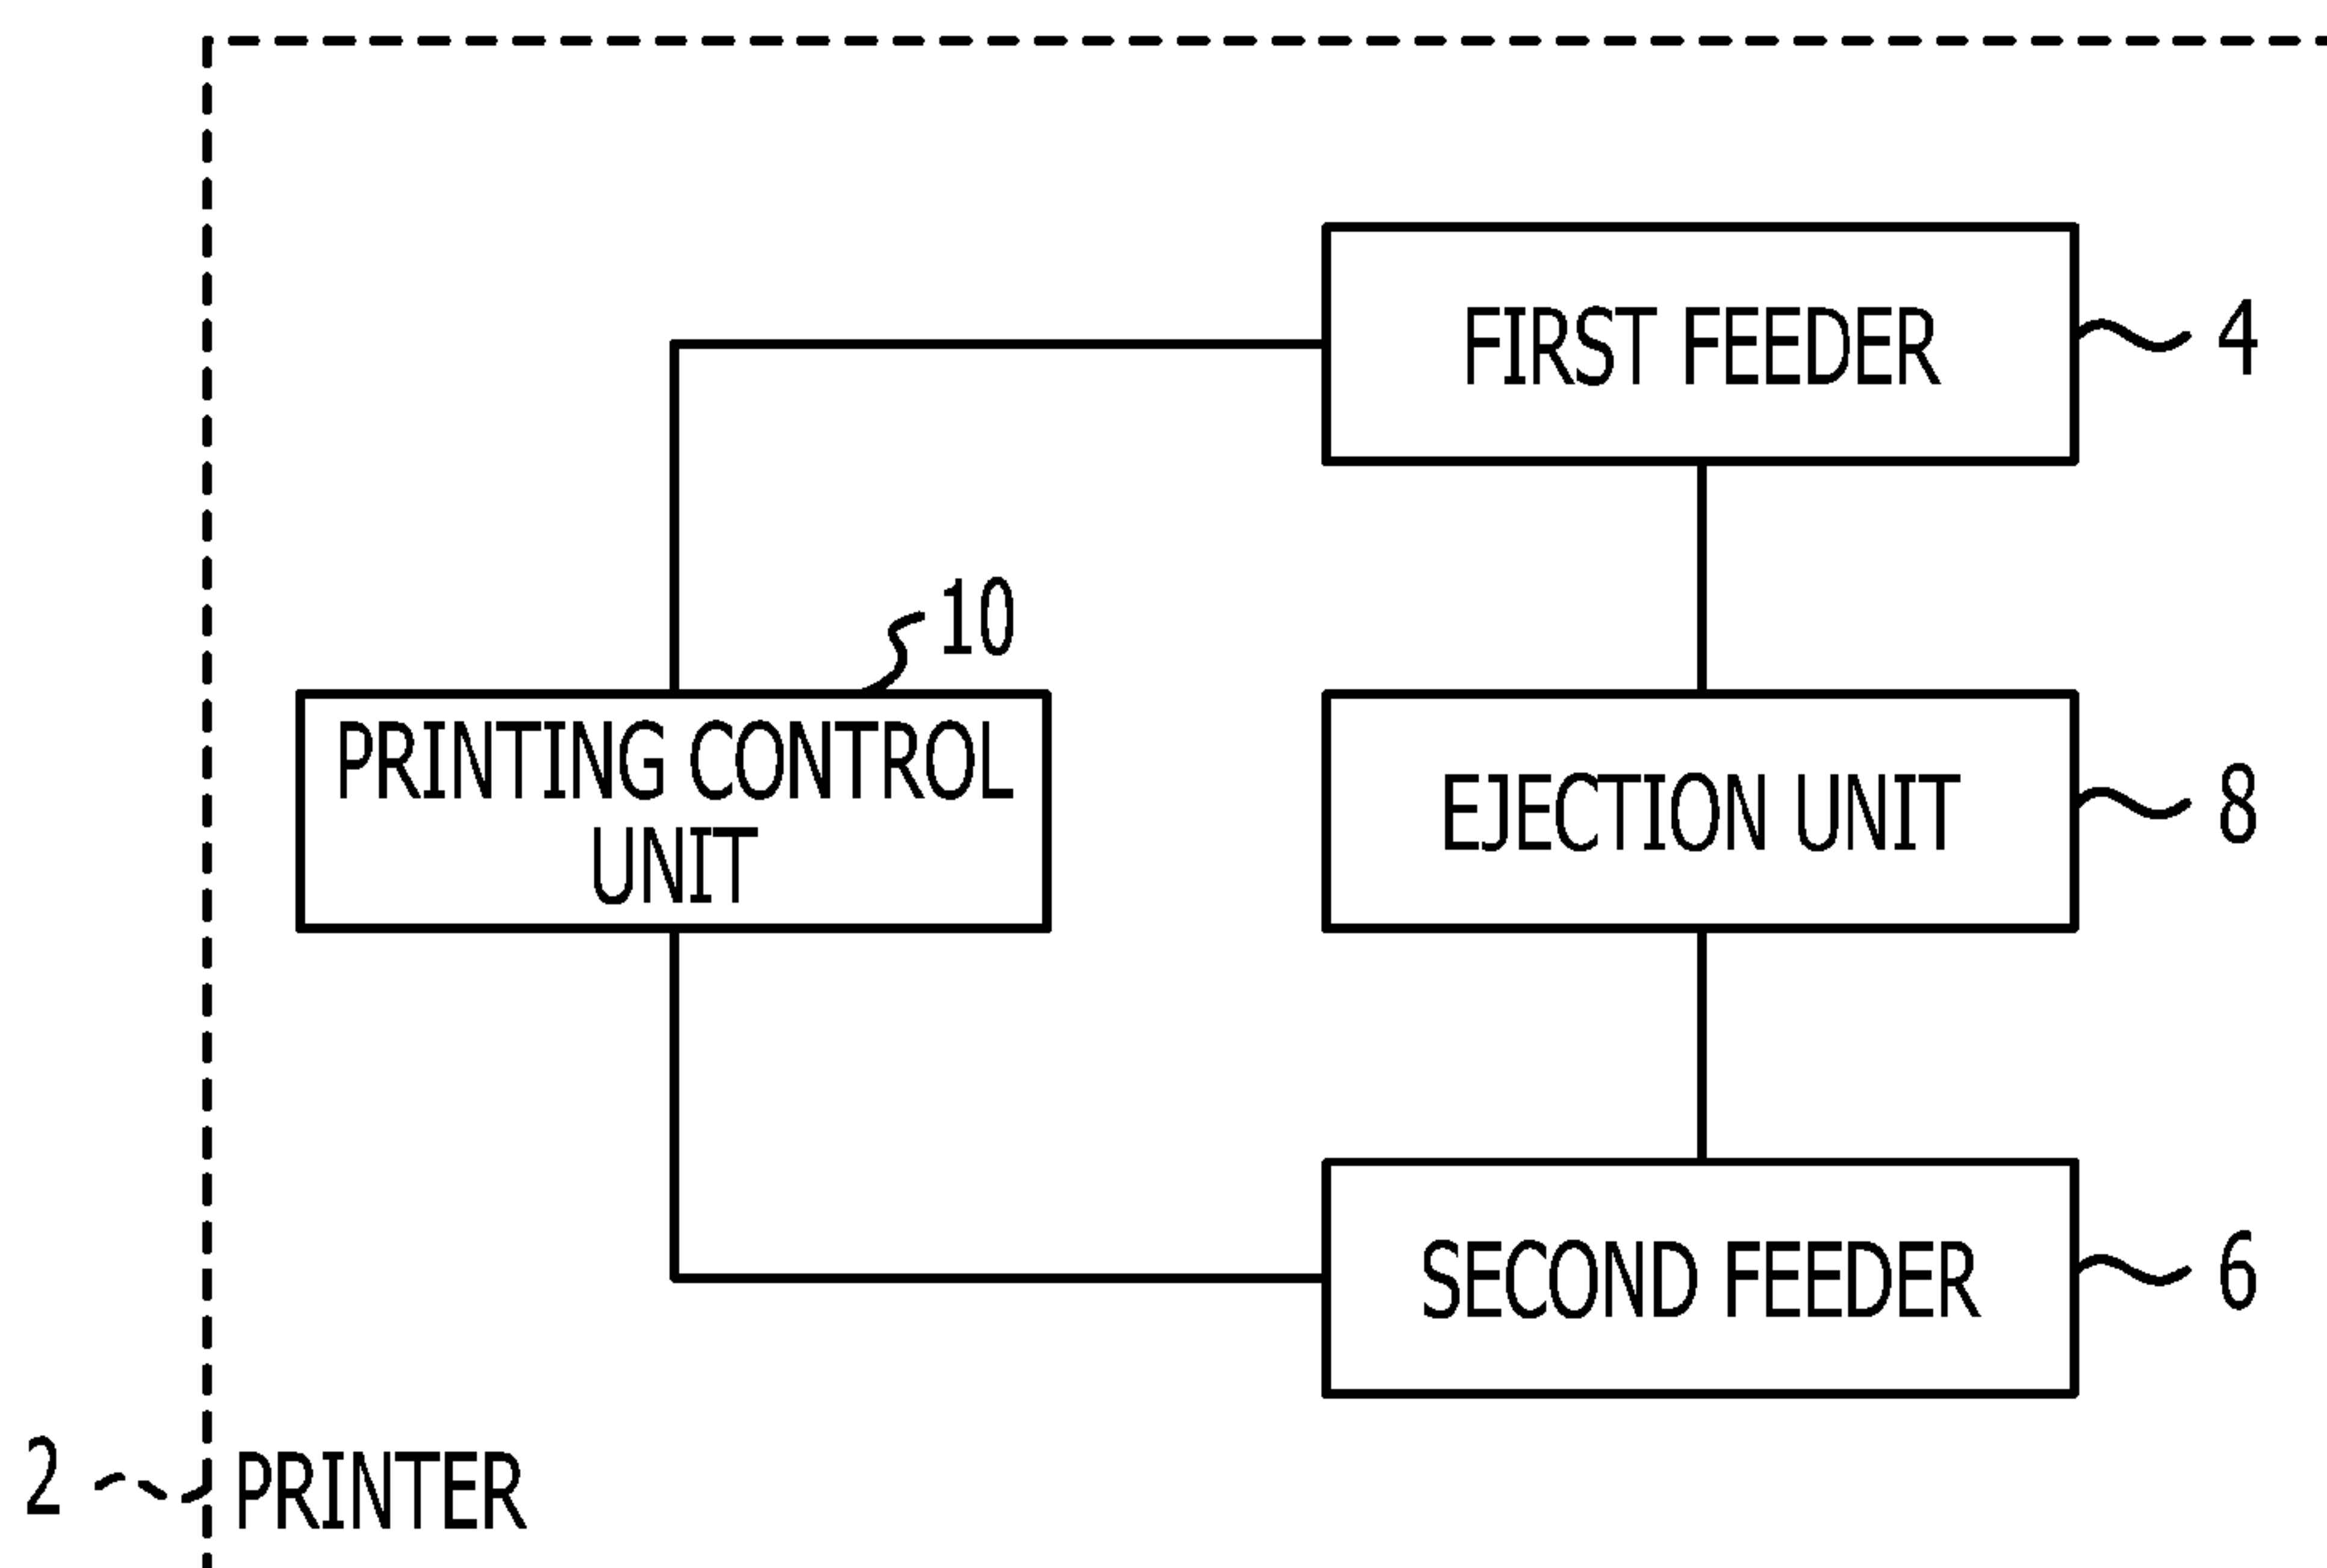 FIRST FEEDER
4
10
PRINTING CONTROL
UNIT
EJECTION UNIT
8
SECOND FEEDER
6
2
PRINTER